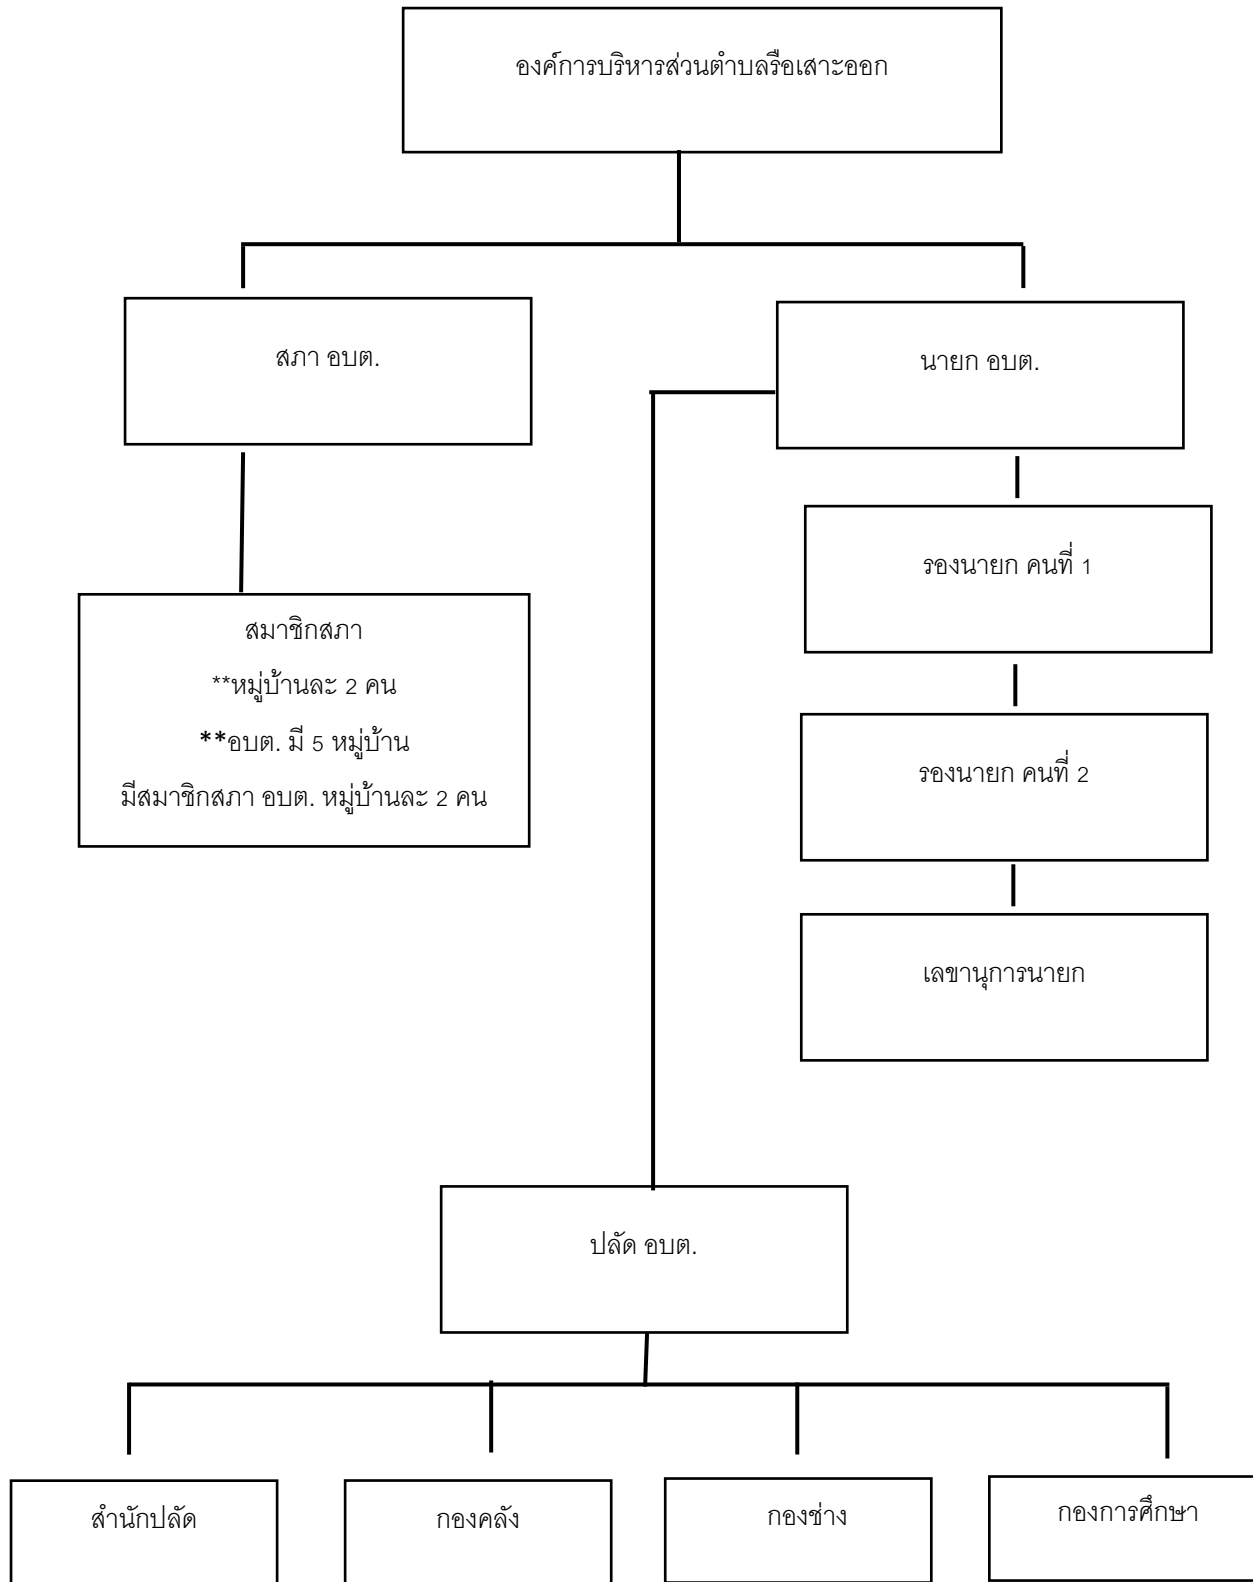 องค์การบริหารส่วนตำบลรือเสาะออก
สภา อบต.
นายก อบต.
รองนายก คนที่ 1
สมาชิกสภา
**หมู่บ้านละ 2 คน
**อบต. มี 5 หมู่บ้าน
มีสมาชิกสภา อบต. หมู่บ้านละ 2 คน
รองนายก คนที่ 2
เลขานุการนายก
ปลัด อบต.
สำนักปลัด
กองคลัง
กองช่าง
กองการศึกษา